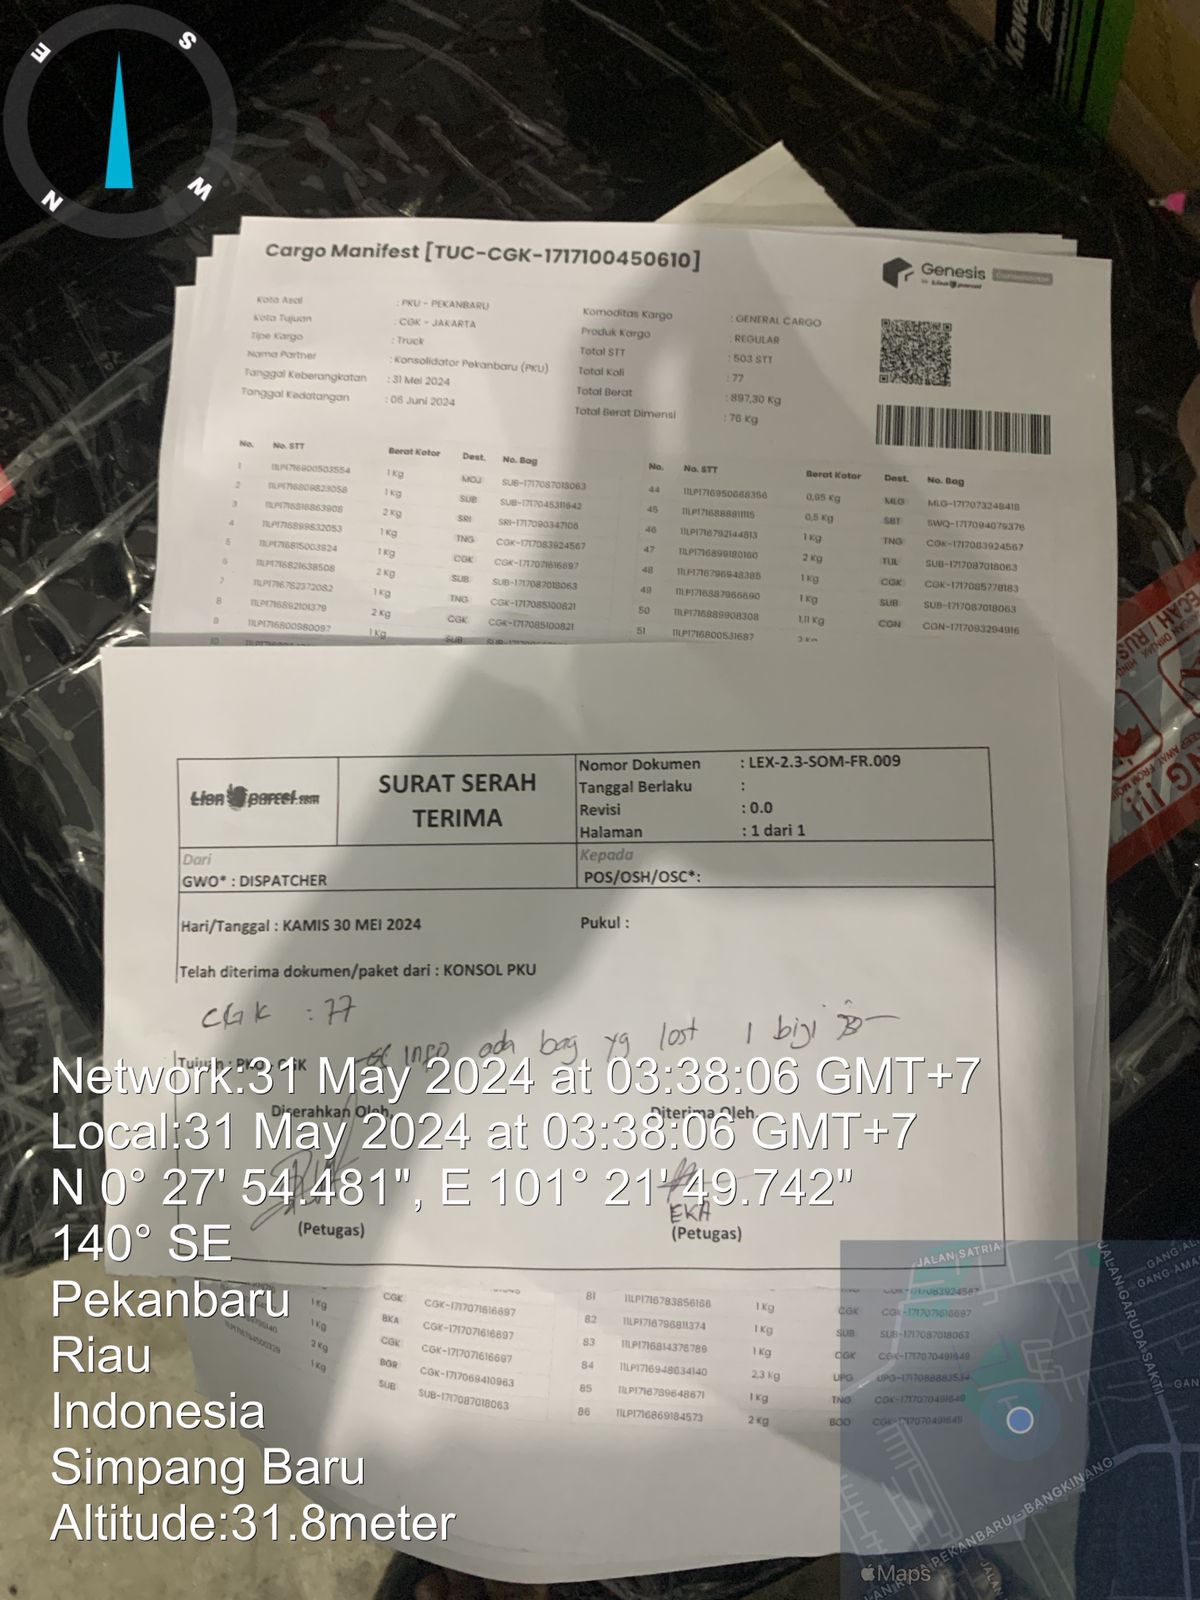 E
S
N
W
Kawa
Cargo Manifest [TUC-CGK-1717100450610]
Genesis
by Lion parcel
Kota Asal : PKU - PEKANBARU
Kota Tujuan : CGK - JAKARTA
Tipe Kargo : Truck
Nama Partner : Konsolidator Pekanbaru (PKU)
Tanggal Keberangkatan : 31 Mei 2024
Tanggal Kedatangan : 06 Juni 2024
Komoditas Kargo : GENERAL CARGO
Produk Kargo : REGULAR
Total STT : 503 STT
Total Koli : 77
Total Berat : 897,30 Kg
Total Berat Dimensi : 76 Kg
No. No. STT Berat Kotor Dest. No. Bag
1 11LP1716900503554 1 Kg MOJ SUB-1717087018063
2 11LP1716809823058 1 Kg SUB SUB-1717045311642
3 11LP1716816863908 2 Kg SRI SRI-1717090347106
4 11LP1716899832053 1 Kg TNG CGK-1717083924567
5 11LP1716815003924 1 Kg CGK CGK-1717071616697
6 11LP1716821638508 2 Kg SUB SUB-1717087018063
7 11LP1716762372082 1 Kg TNG CGK-1717085100821
8 11LP1716892101379 2 Kg CGK CGK-1717085100821
9 11LP1716800980097 1 Kg SUB
10
No. No. STT Berat Kotor Dest. No. Bag
44 11LP1716950668356 0,95 Kg MLG MLG-1717073248418
45 11LP1716888811115 0,5 Kg SBT SWQ-1717094079376
46 11LP1716792144813 1 Kg TNG CGK-1717083924567
47 11LP1716899180160 2 Kg TUL SUB-1717087018063
48 11LP1716796948385 1 Kg CGK CGK-1717085778183
49 11LP1716887966690 1 Kg SUB SUB-1717087018063
50 11LP1716889908308 1,11 Kg CGN CGN-1717093294916
51 11LP1716800531687
Lion parcel.com
SURAT SERAH
TERIMA
Nomor Dokumen : LEX-2.3-SOM-FR.009
Tanggal Berlaku :
Revisi : 0.0
Halaman : 1 dari 1
Dari
GWO* : DISPATCHER
Kepada
POS/OSH/OSC*:
Hari/Tanggal : KAMIS 30 MEI 2024
Pukul :
Telah diterima dokumen/paket dari : KONSOL PKU
CGK : 77
info ada bag yg lost 1 biji
Tujuan : PKU - CGK
Diserahkan Oleh,
Diterima Oleh,
EKA
(Petugas)
(Petugas)
Network:31 May 2024 at 03:38:06 GMT+7
Local:31 May 2024 at 03:38:06 GMT+7
N 0° 27' 54.481", E 101° 21' 49.742"
140° SE
Pekanbaru
Riau
Indonesia
Simpang Baru
Altitude:31.8meter
1 Kg CGK CGK-1717071616697
1 Kg BKA CGK-1717071616697
2 Kg CGK CGK-1717071616697
1 Kg BGR CGK-1717069410963
SUB SUB-1717087018063
81 11LP1716783856166 1 Kg CGK CGK-1717071616697
82 11LP1716796811374 1 Kg SUB SUB-1717087018063
83 11LP1716814376789 1 Kg CGK CGK-1717070491649
84 11LP1716948634140 2,3 Kg UPG UPG-1717088883534
85 11LP1716789648671 1 Kg TNG CGK-1717070491649
86 11LP1716869184573 2 Kg BOO CGK-1717070491649
JALAN SATRIA
JALAN GARUDA SAKTI
GANG AMA
PEKANBARU - BANGKINANG
JALAN
Maps